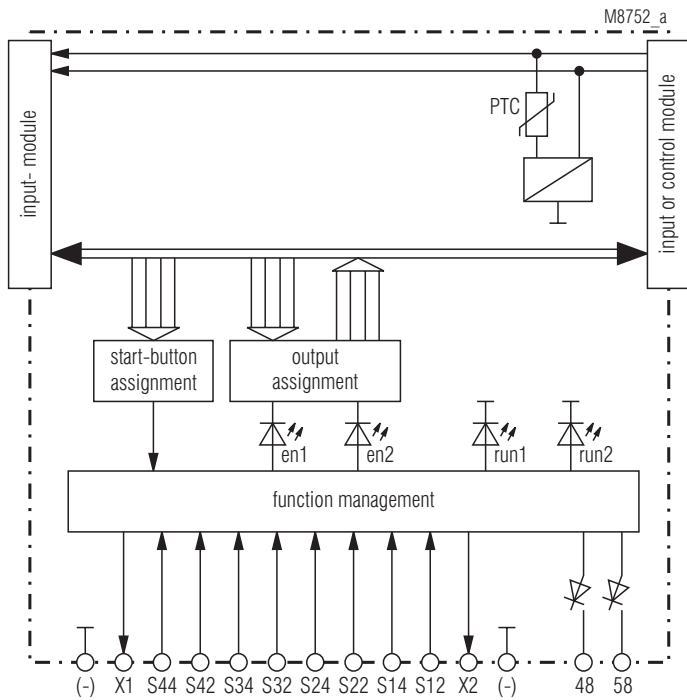 M8752_a
input- module
PTC
input or control module
start-button
assignment
output
assignment
en1
en2
run1
run2
function management
(-) X1 S44 S42 S34 S32 S24 S22 S14 S12 X2 (-) 48 58